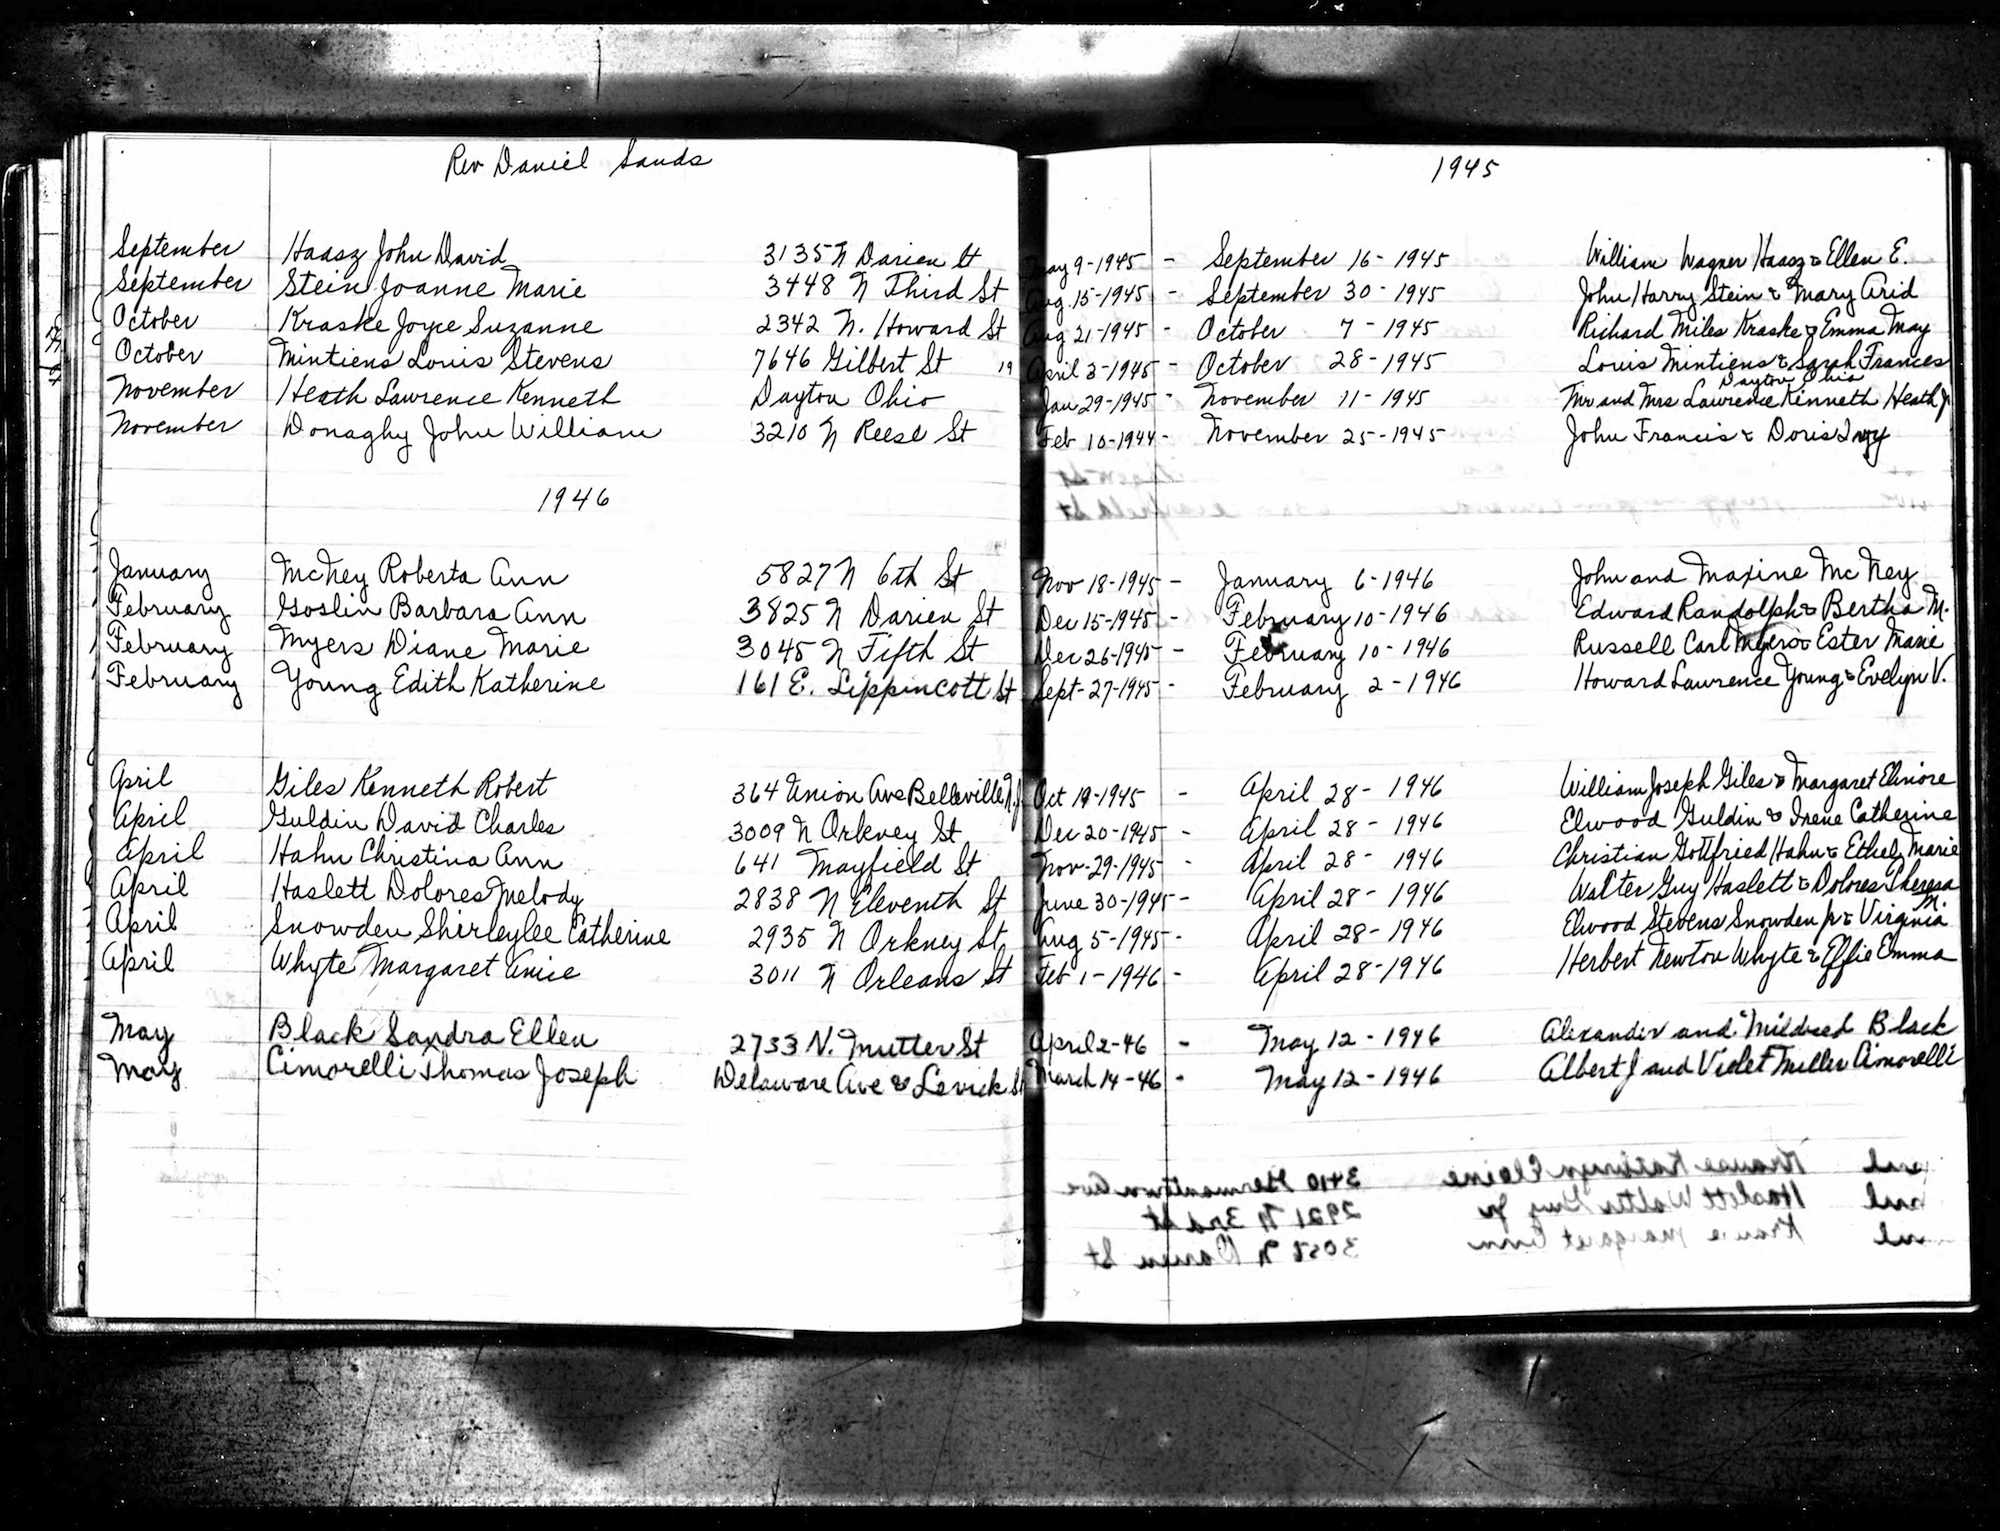 Rev Daniel Sands 1945
September Haasz John David 3135 N Darien St May 9-1945 - September 16-1945 William Wagner Haasz & Ellen E.
September Stein Joanne Marie 3448 N Third St Aug 15-1945 - September 30-1945 John Harry Stein & Mary Arid
October Kraske Joyce Suzanne 2342 N. Howard St Aug 21-1945 - October 7-1945 Richard Miles Kraske & Emma May
October Mintiens Louis Stevens 7646 Gilbert St 19 April 3-1945 - October 28-1945 Louis Mintiens & Sarah Frances
Dayton Ohio
November Heath Lawrence Kenneth Dayton Ohio Jan 29-1945 - November 11-1945 Mr and Mrs Lawrence Kinneth Heath Jr
November Donaghy John William 3210 N Reese St Feb 10-1944- November 25-1945 John Francis & Doris Ivy
1946
January McNey Roberta Ann 5827 N 6th St Nov 18-1945 - January 6-1946 John and Maxine McNey
February Goslin Barbara Ann 3825 N Darien St Dec 15-1945 - February 10-1946 Edward Randolph & Bertha M.
February Myers Diane Marie 3045 N Fifth St Dec 26-1945 - February 10-1946 Russell Carl Myers & Ester Marie
February Young Edith Katherine 161 E. Lippincott St Sept-27-1945 - February 2-1946 Howard Lawrence Young & Evelyn V.
April Giles Kenneth Robert 364 Union Ave Belleville N.J. Oct 19-1945 - April 28-1946 William Joseph Giles & Margaret Elinore
April Guldin David Charles 3009 N Orkney St Dec 20-1945 - April 28-1946 Elwood Guldin & Irene Catherine
April Hahn Christina Ann 641 Mayfield St Nov-29-1945 - April 28-1946 Christian Gottfried Hahn & Ethel Marie
April Haslett Dolores Melody 2838 N Eleventh St June 30-1945- April 28-1946 Walter Guy Haslett & Dolores Theresa
April Snowden Shirleylee Catherine 2935 N Orkney St Aug 5-1945- April 28-1946 Elwood Stevens Snowden Jr & Virginia M.
April Whyte Margaret Anice 3011 N Orleans St Feb 1-1946 - April 28-1946 Herbert Newton Whyte & Effie Emma
May Black Sandra Ellen 2733 N. Mutter St April 2-46 - May 12-1946 Alexander and Mildred Black
May Cimorelli Thomas Joseph Delaware Ave & Levick St March 14-46 - May 12-1946 Albert J and Violet Miller Cimorelli